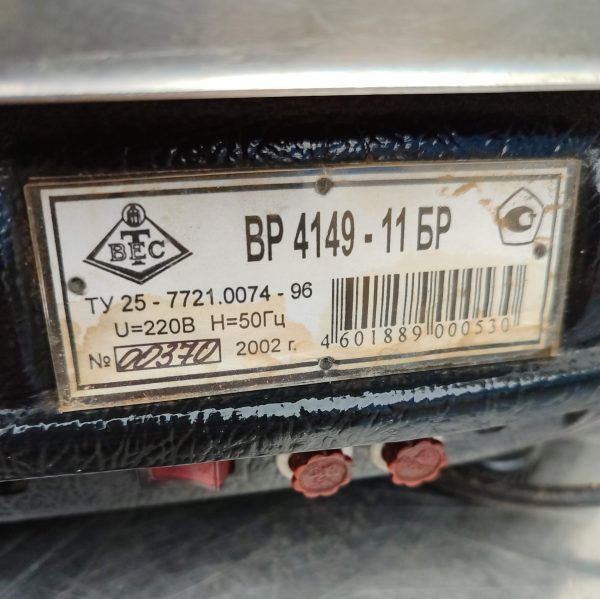 Т
ВЕС
ВР 4149 - 11 БР
ТУ 25 - 7721.0074 - 96
U=220В Н=50Гц
№ 00370 2002 г.
4 601889 000530